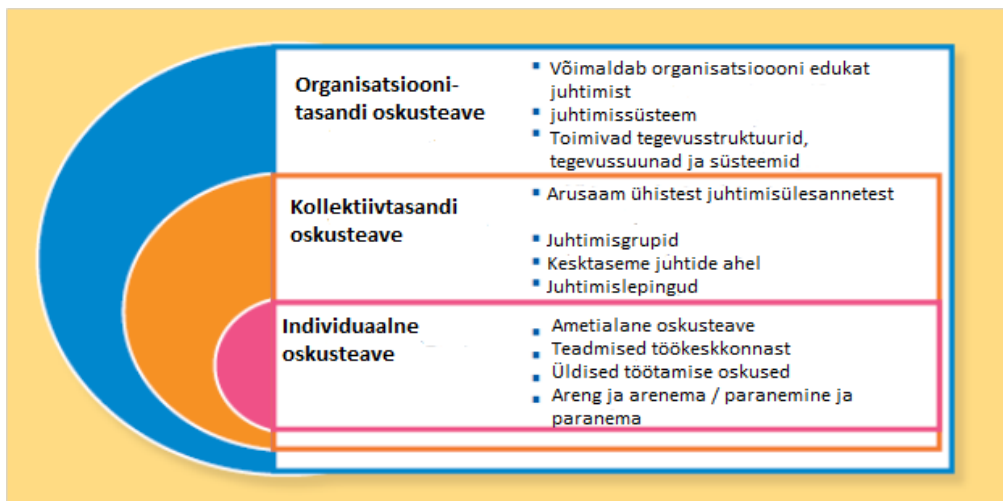 Organisatsiooni-
tasandi oskusteave
▪ Võimaldab organisatsioooni edukat
juhtimist
▪ juhtimissüsteem
▪ Toimivad tegevusstruktuurid,
tegevussuunad ja süsteemid
Kollektiivtasandi
oskusteave
▪ Arusaam ühistest juhtimisülesannetest
▪ Juhtimisgrupid
▪ Kesktaseme juhtide ahel
▪ Juhtimislepingud
Individuaalne
oskusteave
▪ Ametialane oskusteave
▪ Teadmised töökeskkonnast
▪ Üldised töötamise oskused
▪ Areng ja arenema / paranemine ja
paranema